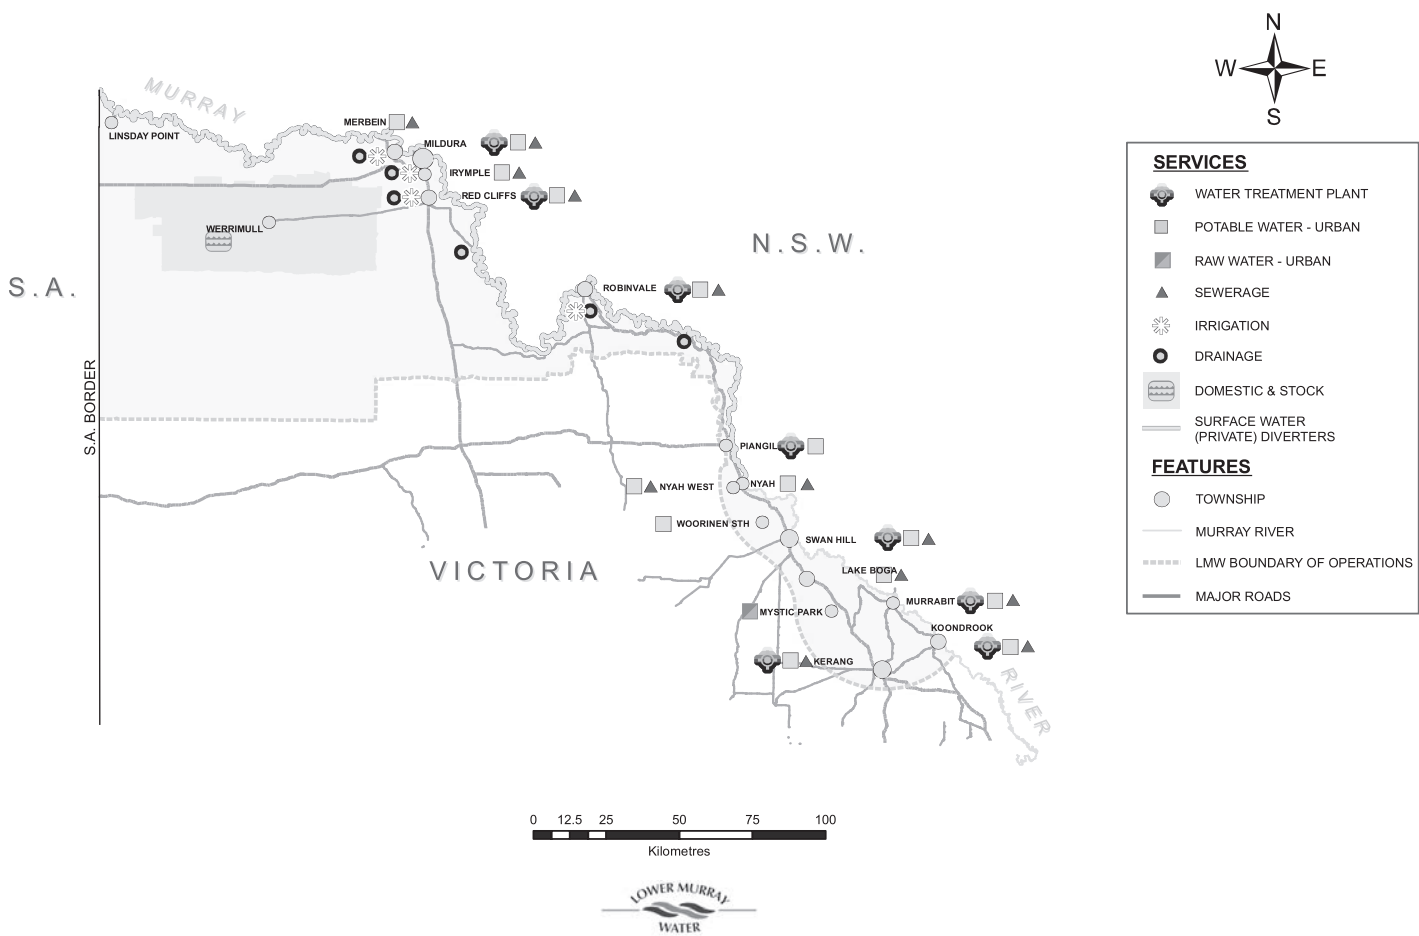 N
W E
S
MURRAY
LINSDAY POINT
MERBEIN
MILDURA
IRYMPLE
RED CLIFFS
WERRIMULL
N.S.W.
S.A.
ROBINVALE
S.A. BORDER
PIANGIL
NYAH WEST
NYAH
WOORINEN STH
SWAN HILL
VICTORIA
LAKE BOGA
MURRABIT
MYSTIC PARK
KOONDROOK
KERANG
RIVER
SERVICES
WATER TREATMENT PLANT
POTABLE WATER - URBAN
RAW WATER - URBAN
SEWERAGE
IRRIGATION
DRAINAGE
DOMESTIC & STOCK
SURFACE WATER
(PRIVATE) DIVERTERS
FEATURES
TOWNSHIP
MURRAY RIVER
LMW BOUNDARY OF OPERATIONS
MAJOR ROADS
0 12.5 25 50 75 100
Kilometres
LOWER MURRAY
WATER